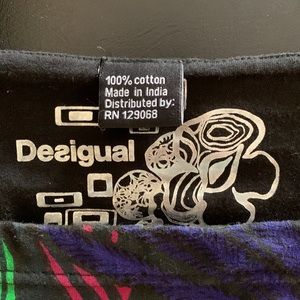 100% cotton
Made in India
Distributed by:
RN 129068
Desigual